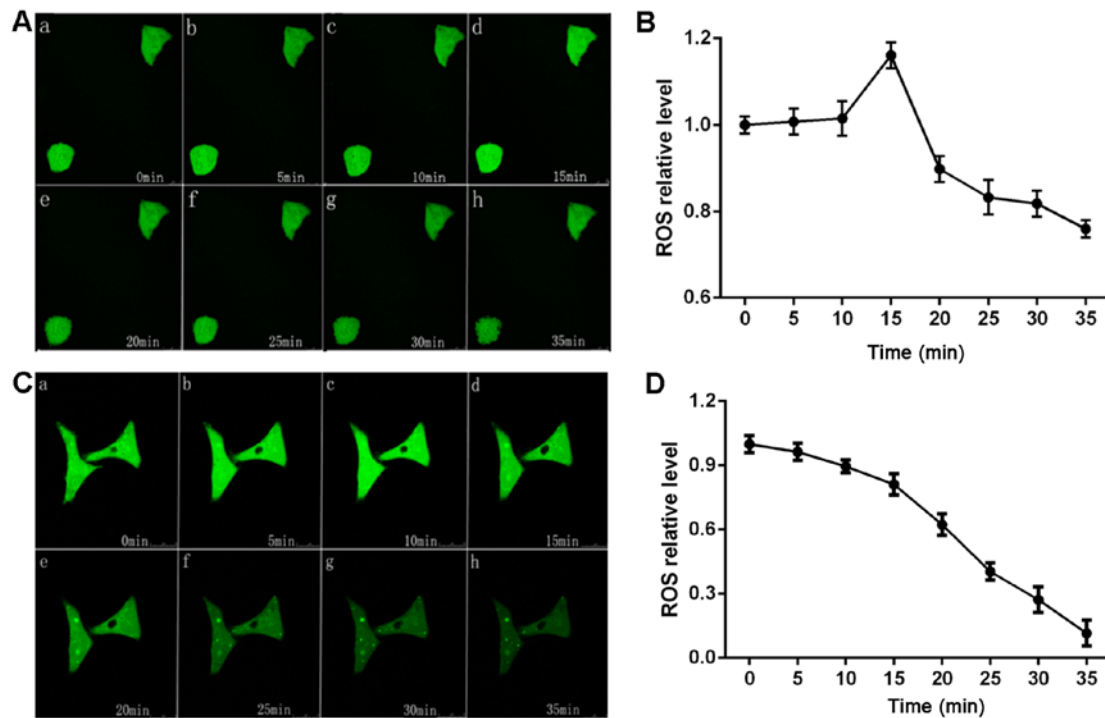 A
a
b
c
d
0min
5min
10min
15min
e
f
g
h
20min
25min
30min
35min
B
ROS relative level
1.2
1.0
0.8
0.6
0 5 10 15 20 25 30 35
Time (min)
C
a
b
c
d
0min
5min
10min
15min
e
f
g
h
20min
25min
30min
35min
D
ROS relative level
1.2
0.9
0.6
0.3
0.0
0 5 10 15 20 25 30 35
Time (min)